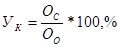 У_К = О_С / О_О * 100,%